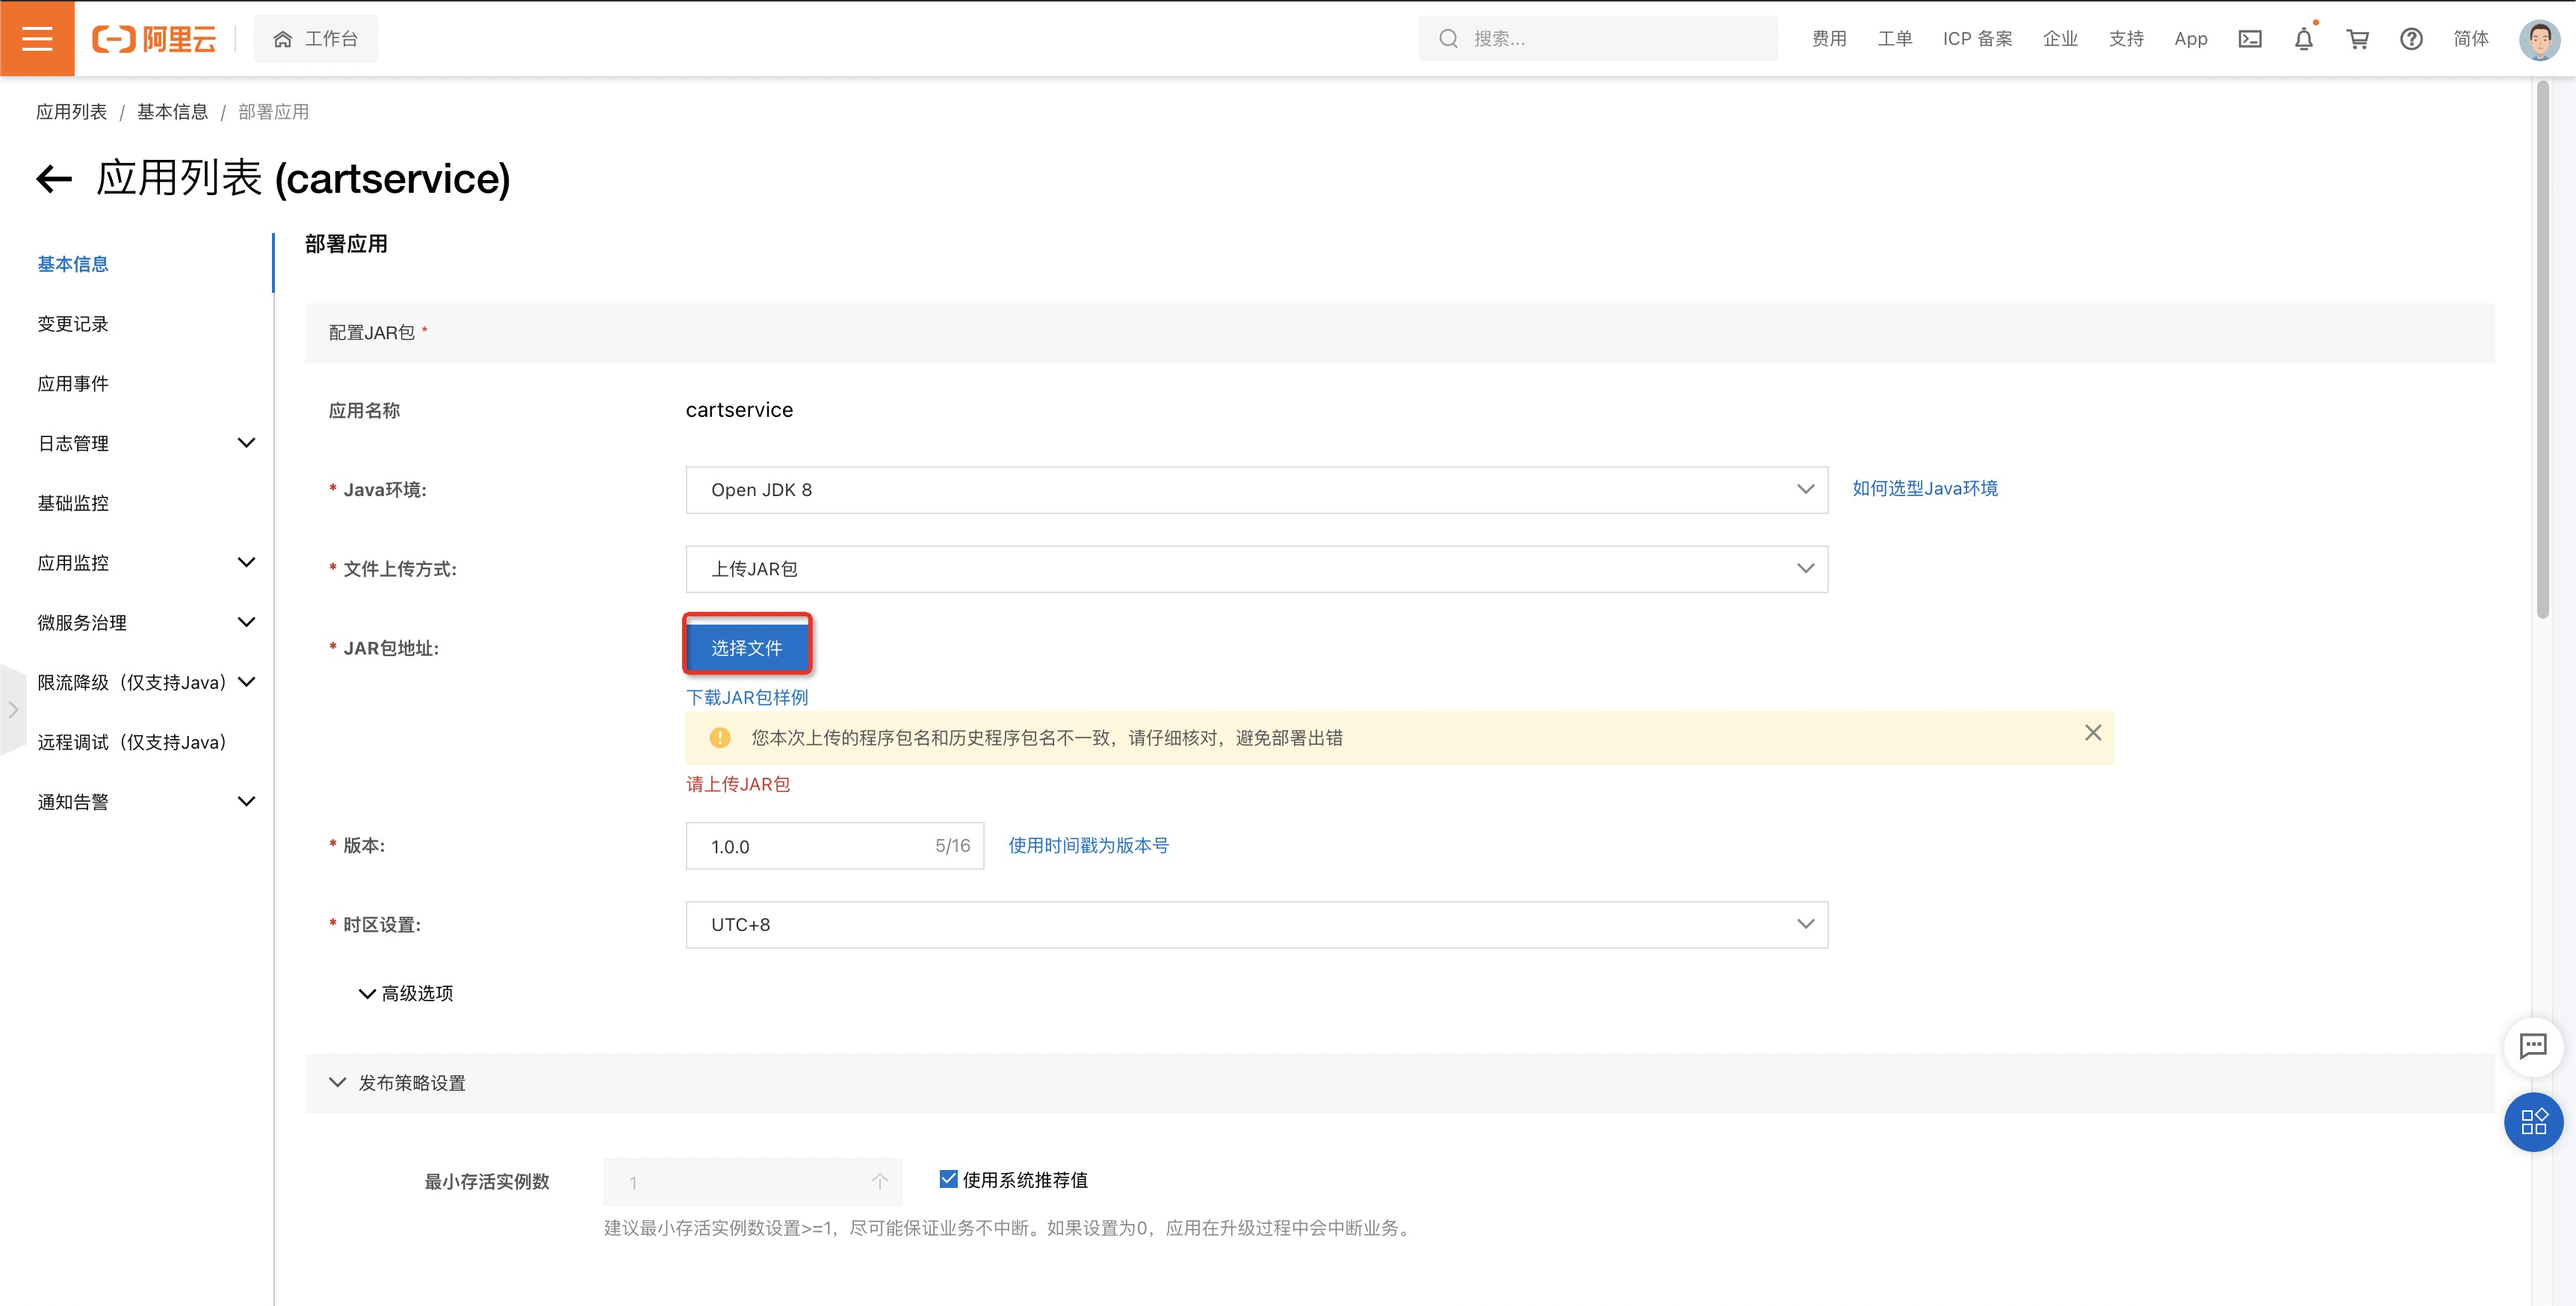 阿里云
工作台
搜索...
费用
工单
ICP 备案
企业
支持
App
简体
应用列表 / 基本信息 / 部署应用
应用列表 (cartservice)
基本信息
变更记录
应用事件
日志管理
基础监控
应用监控
微服务治理
限流降级（仅支持Java）
远程调试（仅支持Java）
通知告警
部署应用
配置JAR包 *
应用名称
cartservice
* Java环境:
Open JDK 8
如何选型Java环境
* 文件上传方式:
上传JAR包
* JAR包地址:
选择文件
下载JAR包样例
您本次上传的程序包名和历史程序包名不一致，请仔细核对，避免部署出错
请上传JAR包
* 版本:
1.0.0
5/16
使用时间戳为版本号
* 时区设置:
UTC+8
高级选项
发布策略设置
最小存活实例数
1
个
使用系统推荐值
建议最小存活实例数设置>=1，尽可能保证业务不中断。如果设置为0，应用在升级过程中会中断业务。